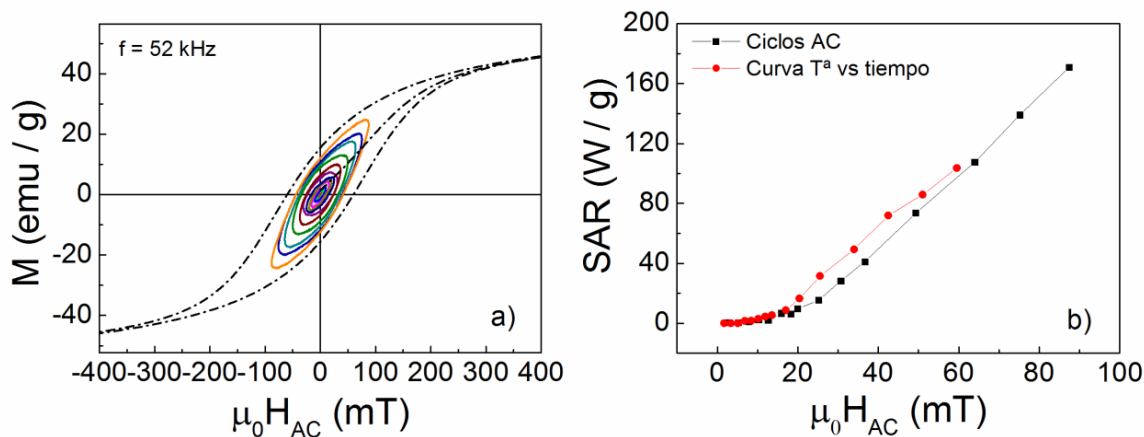 f = 52 kHz
M (emu / g)
40
20
0
-20
-40
a)
-400 -300 -200 -100 0 100 200 300 400
μ₀H_AC (mT)
Ciclos AC
Curva Tª vs tiempo
SAR (W / g)
200
160
120
80
40
0
b)
0 20 40 60 80 100
μ₀H_AC (mT)